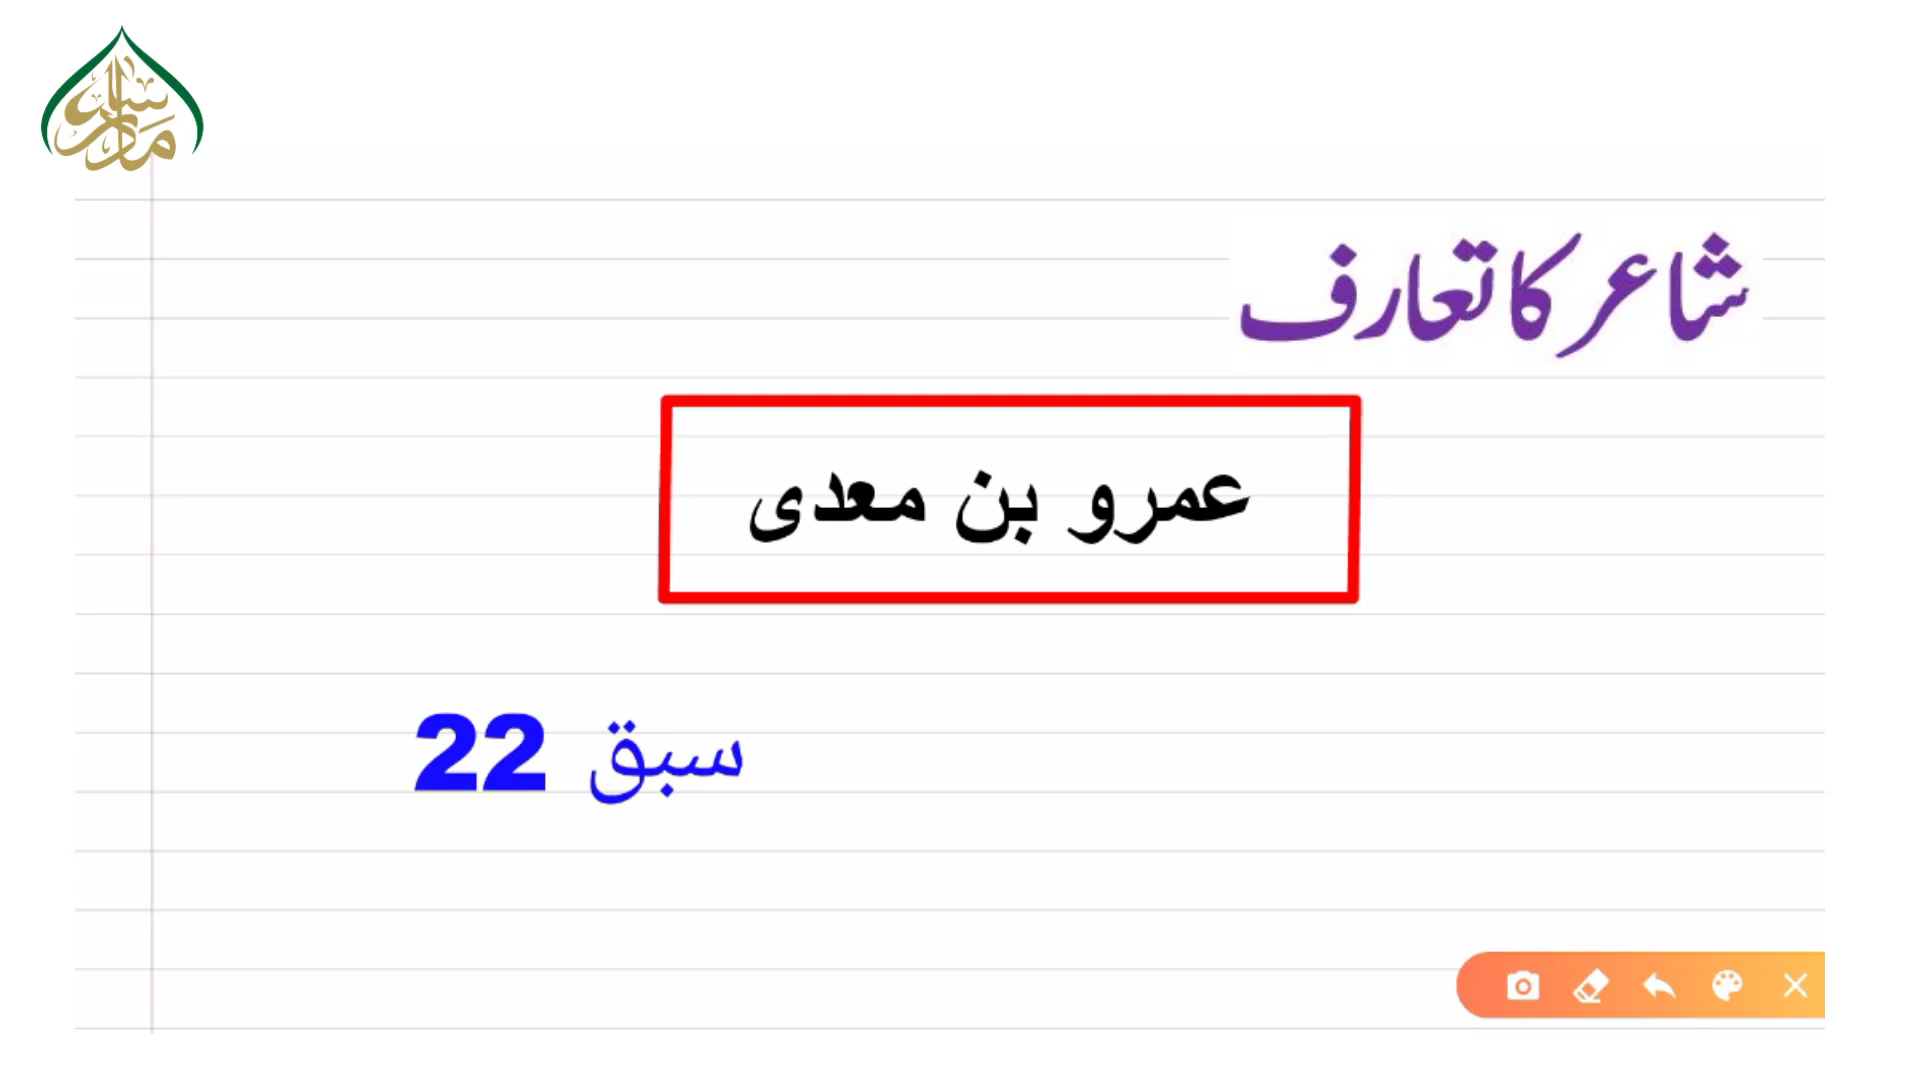 شاعر کا تعارف
عمرو بن معدی
سبق 22